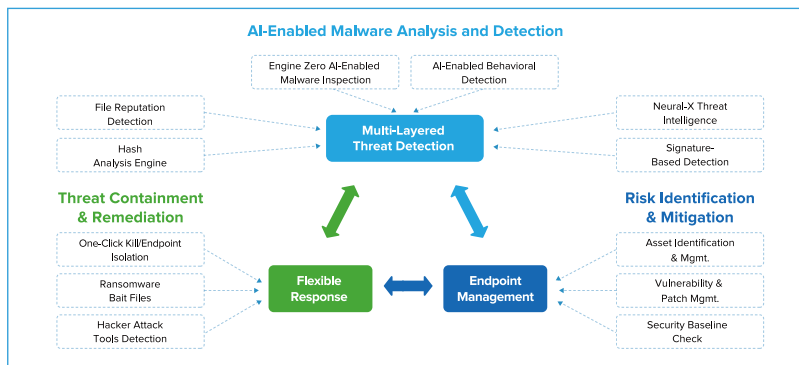 AI-Enabled Malware Analysis and Detection
Engine Zero AI-Enabled
Malware Inspection
AI-Enabled Behavioral
Detection
File Reputation
Detection
Hash
Analysis Engine
Multi-Layered
Threat Detection
Neural-X Threat
Intelligence
Signature-
Based Detection
Threat Containment
& Remediation
One-Click Kill/Endpoint
Isolation
Ransomware
Bait Files
Hacker Attack
Tools Detection
Flexible
Response
Endpoint
Management
Risk Identification
& Mitigation
Asset Identification
& Mgmt.
Vulnerability &
Patch Mgmt.
Security Baseline
Check